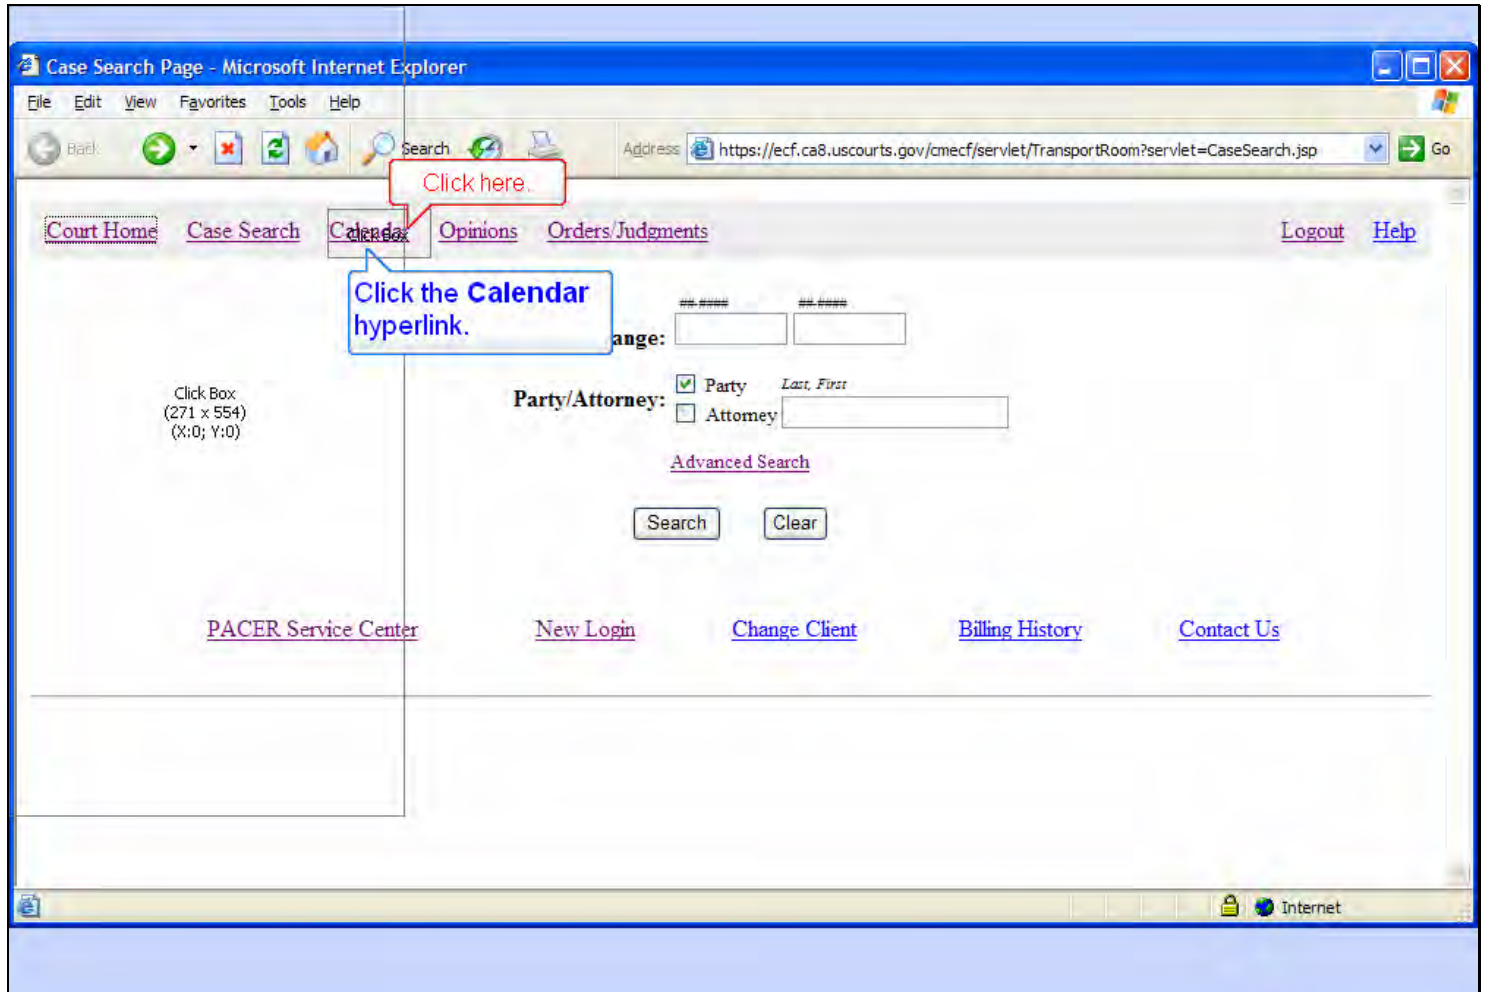 Case Search Page - Microsoft Internet Explorer
File Edit View Favorites Tools Help
Back Search Address https://ecf.ca8.uscourts.gov/cmecf/servlet/TransportRoom?servlet=CaseSearch.jsp Go
Click here.
Court Home Case Search Calendar Opinions Orders/Judgments Logout Help
Click Box
Click the Calendar
hyperlink.
##-#### ##-####
ange:
Party/Attorney: Party Last, First
Attorney
Click Box
(271 x 554)
(X:0; Y:0)
Advanced Search
Search Clear
PACER Service Center New Login Change Client Billing History Contact Us
Internet